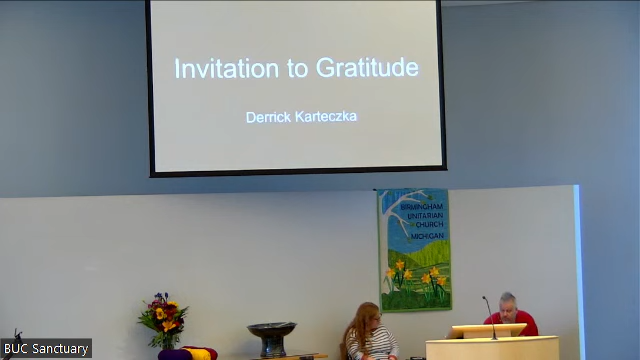 Invitation to Gratitude
Derrick Karteczka
BIRMINGHAM
UNITARIAN
CHURCH
MICHIGAN
BUC Sanctuary